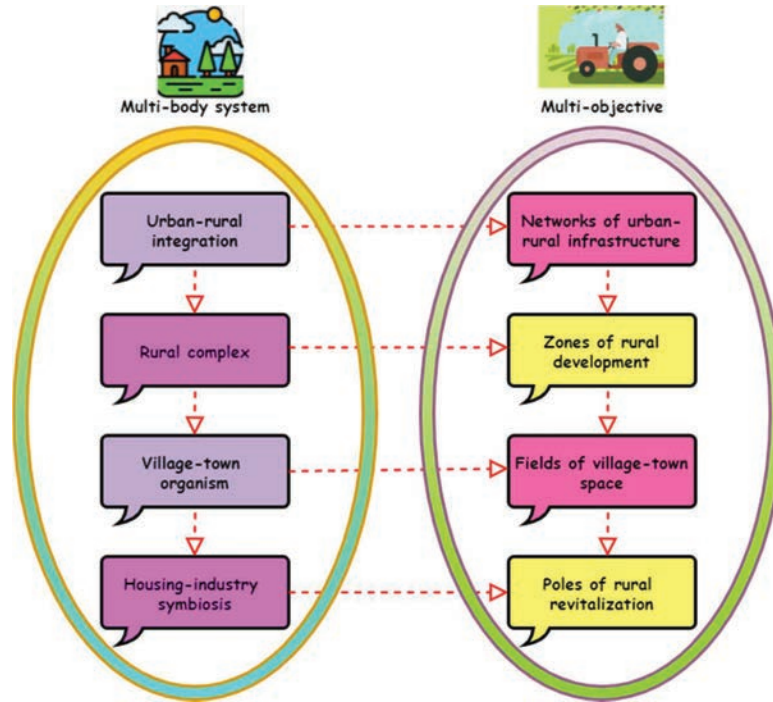 Multi-body system
Multi-objective
Urban-rural
integration
Networks of urban-
rural infrastructure
Rural complex
Zones of rural
development
Village-town
organism
Fields of village-town
space
Housing-industry
symbiosis
Poles of rural
revitalization